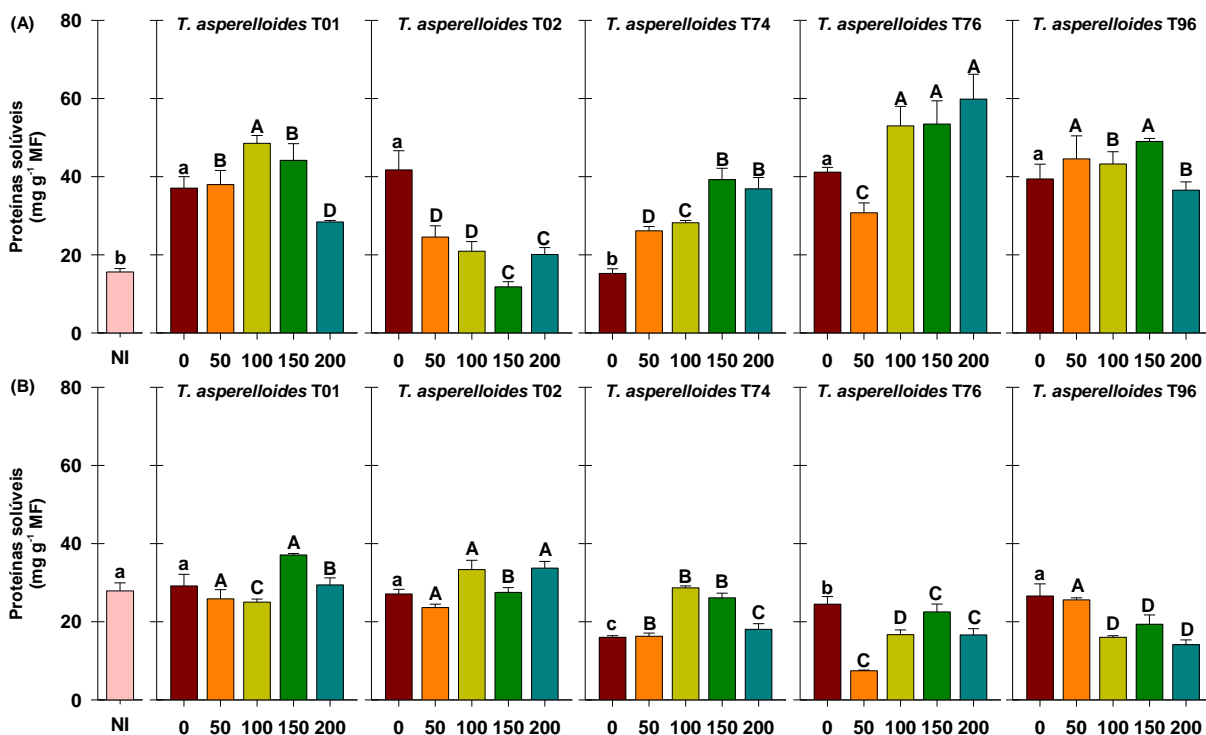 (A)
T. asperelloides T01
T. asperelloides T02
T. asperelloides T74
T. asperelloides T76
T. asperelloides T96
Proteínas solúveis
(mg g⁻¹ MF)
80
60
40
20
0
b
a B A B D
a D D C C
b D C B B
a C A A A
a A B A B
NI
0 50 100 150 200
0 50 100 150 200
0 50 100 150 200
0 50 100 150 200
0 50 100 150 200
(B)
T. asperelloides T01
T. asperelloides T02
T. asperelloides T74
T. asperelloides T76
T. asperelloides T96
Proteínas solúveis
(mg g⁻¹ MF)
80
60
40
20
0
a
a A C A B
a A A B A
c B B B C
b C D C C
a A D D D
NI
0 50 100 150 200
0 50 100 150 200
0 50 100 150 200
0 50 100 150 200
0 50 100 150 200